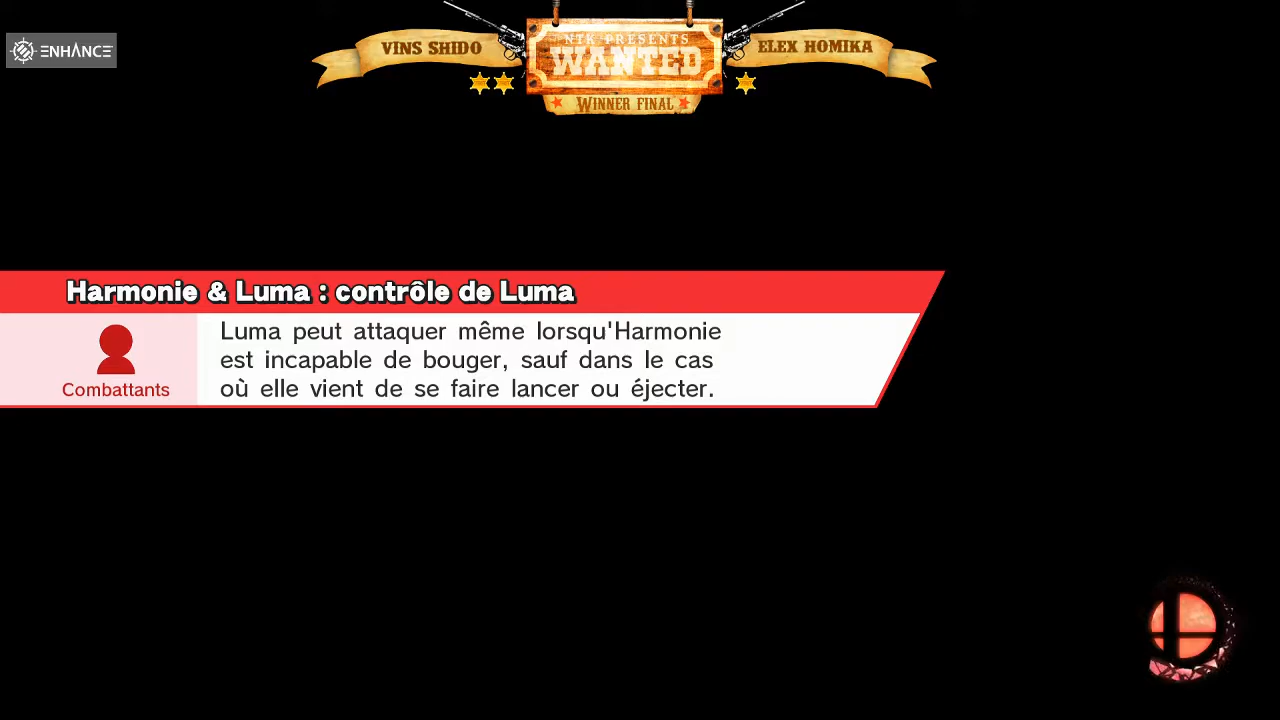 ENHANCE
VINS SHIDO
NTK PRESENTS
WANTED
ELEX HOMIKA
WINNER FINAL
Harmonie & Luma : contrôle de Luma
Luma peut attaquer même lorsqu'Harmonie
est incapable de bouger, sauf dans le cas
où elle vient de se faire lancer ou éjecter.
Combattants